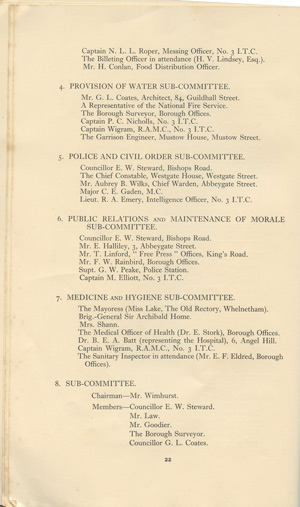 Captain N. L. L. Roper, Messing Officer, No. 3 I.T.C.
The Billeting Officer in attendance (H. V. Lindsey, Esq.).
Mr. H. Conlan, Food Distribution Officer.
4. PROVISION OF WATER SUB-COMMITTEE.
Mr. G. L. Coates, Architect, 84, Guildhall Street.
A Representative of the National Fire Service.
The Borough Surveyor, Borough Offices.
Captain P. C. Nicholls, No. 3 I.T.C.
Captain Wigram, R.A.M.C., No. 3 I.T.C.
The Garrison Engineer, Mustow House, Mustow Street.
5. POLICE AND CIVIL ORDER SUB-COMMITTEE.
Councillor E. W. Steward, Bishops Road.
The Chief Constable, Westgate House, Westgate Street.
Mr. Aubrey B. Wilks, Chief Warden, Abbeygate Street.
Major C. E. Gaden, M.C.
Lieut. R. A. Emery, Intelligence Officer, No. 3 I.T.C.
6. PUBLIC RELATIONS AND MAINTENANCE OF MORALE
SUB-COMMITTEE.
Councillor E. W. Steward, Bishops Road.
Mr. E. Halliley, 3, Abbeygate Street.
Mr. T. Linford, " Free Press " Offices, King's Road.
Mr. F. W. Rainbird, Borough Offices.
Supt. G. W. Peake, Police Station.
Captain M. Elliott, No. 3 I.T.C.
7. MEDICINE AND HYGIENE SUB-COMMITTEE.
The Mayoress (Miss Lake, The Old Rectory, Whelnetham).
Brig.-General Sir Archibald Home.
Mrs. Shann.
The Medical Officer of Health (Dr. E. Stork), Borough Offices.
Dr. B. E. A. Batt (representing the Hospital), 6, Angel Hill.
Captain Wigram, R.A.M.C., No. 3 I.T.C.
The Sanitary Inspector in attendance (Mr. E. F. Eldred, Borough
Offices).
8. SUB-COMMITTEE.
Chairman—Mr. Wimhurst.
Members—Councillor E. W. Steward.
Mr. Law.
Mr. Goodier.
The Borough Surveyor.
Councillor G. L. Coates.
22